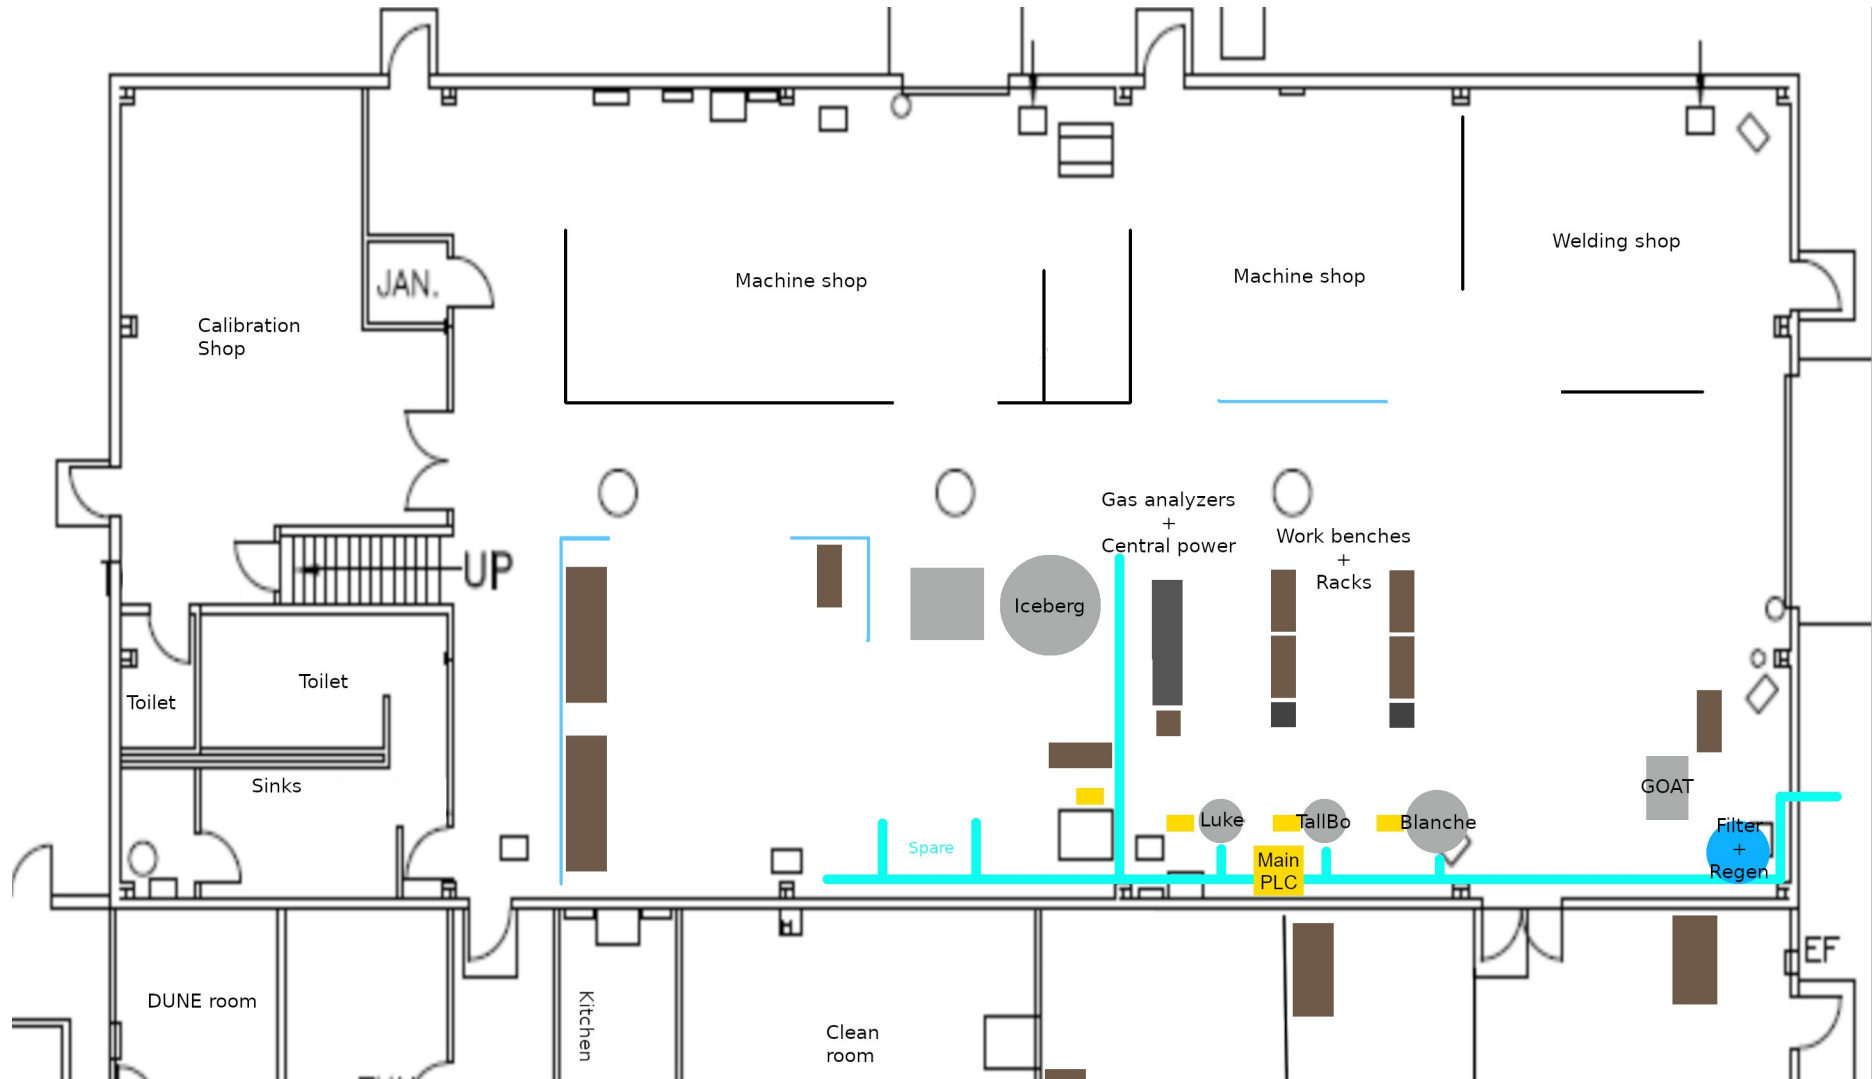 Welding shop
Machine shop
Machine shop
JAN.
Calibration
Shop
Gas analyzers
+
Central power
Work benches
+
Racks
UP
Iceberg
Toilet
Toilet
Sinks
GOAT
Luke
TallBo
Blanche
Filter
+
Regen
Spare
Main
PLC
EF
DUNE room
Kitchen
Clean
room